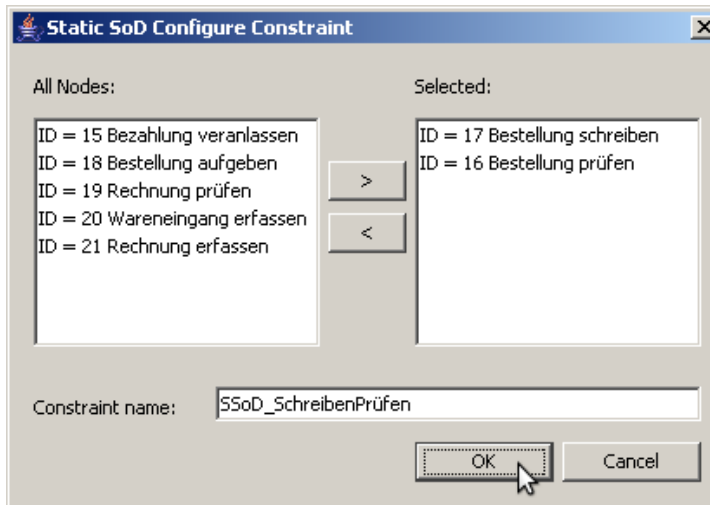 Static SoD Configure Constraint
All Nodes:
Selected:
ID = 15 Bezahlung veranlassen
ID = 18 Bestellung aufgeben
ID = 19 Rechnung prüfen
ID = 20 Wareneingang erfassen
ID = 21 Rechnung erfassen
>
<
ID = 17 Bestellung schreiben
ID = 16 Bestellung prüfen
Constraint name:
SSoD_SchreibenPrüfen
OK
Cancel